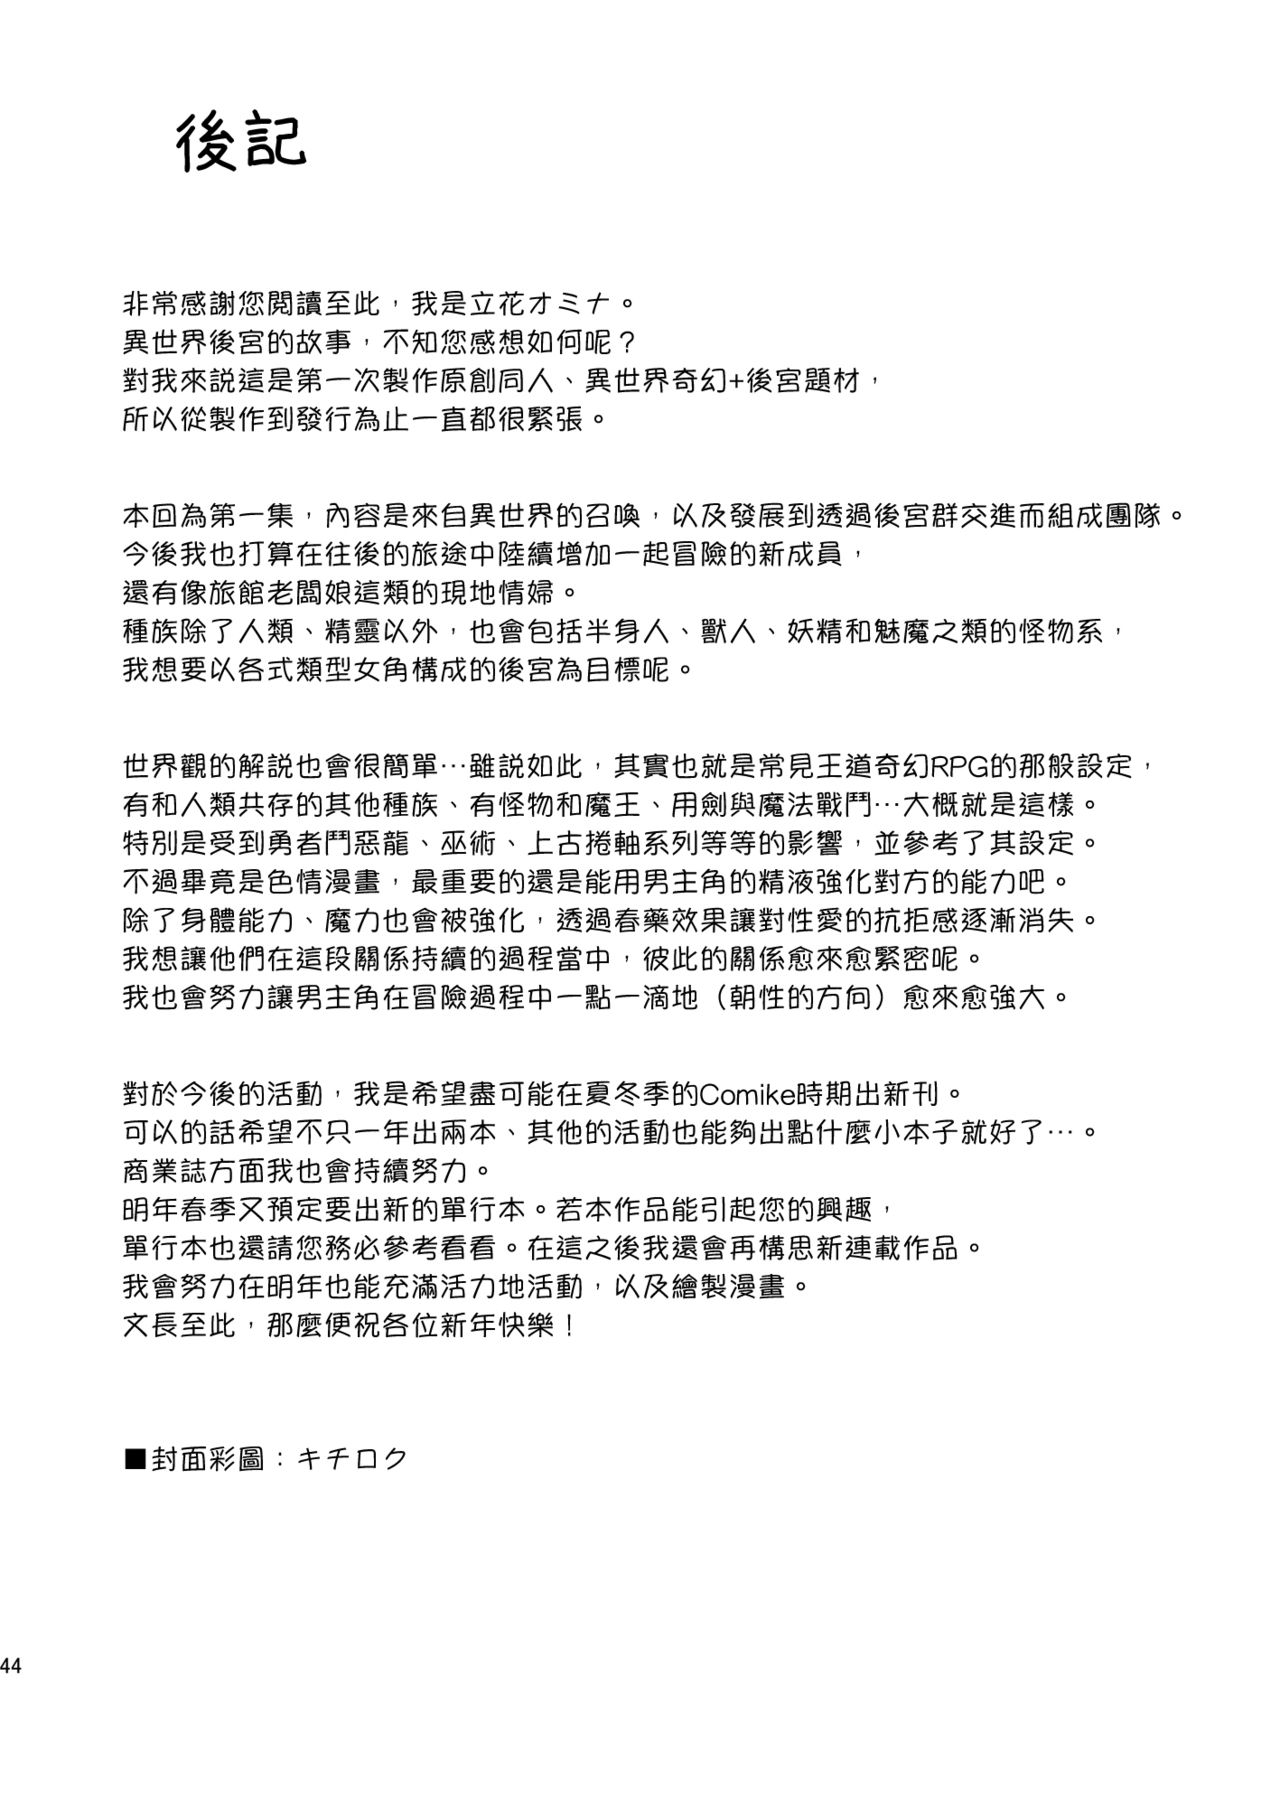 後記
非常感謝您閱讀至此，我是立花オミナ。
異世界後宮的故事，不知您感想如何呢？
對我來說這是第一次製作原創同人、異世界奇幻+後宮題材，
所以從製作到發行為止一直都很緊張。
本回為第一集，內容是來自異世界的召喚，以及發展到透過後宮群交進而組成團隊。
今後我也打算在往後的旅途中陸續增加一起冒險的新成員，
還有像旅館老闆娘這類的現地情婦。
種族除了人類、精靈以外，也會包括半身人、獸人、妖精和魅魔之類的怪物系，
我想要以各式類型女角構成的後宮為目標呢。
世界觀的解說也會很簡單…雖說如此，其實也就是常見王道奇幻RPG的那般設定，
有和人類共存的其他種族、有怪物和魔王、用劍與魔法戰鬥…大概就是這樣。
特別是受到勇者鬥惡龍、巫術、上古捲軸系列等等的影響，並參考了其設定。
不過畢竟是色情漫畫，最重要的還是能用男主角的精液強化對方的能力吧。
除了身體能力、魔力也會被強化，透過春藥效果讓對性愛的抗拒感逐漸消失。
我想讓他們在這段關係持續的過程當中，彼此的關係愈來愈緊密呢。
我也會努力讓男主角在冒險過程中一點一滴地（朝性的方向）愈來愈強大。
對於今後的活動，我是希望盡可能在夏冬季的Comike時期出新刊。
可以的話希望不只一年出兩本、其他的活動也能夠出點什麼小本子就好了…。
商業誌方面我也會持續努力。
明年春季又預定要出新的單行本。若本作品能引起您的興趣，
單行本也還請您務必參考看看。在這之後我還會再構思新連載作品。
我會努力在明年也能充滿活力地活動，以及繪製漫畫。
文長至此，那麼便祝各位新年快樂！
■封面彩圖：キチロク
44